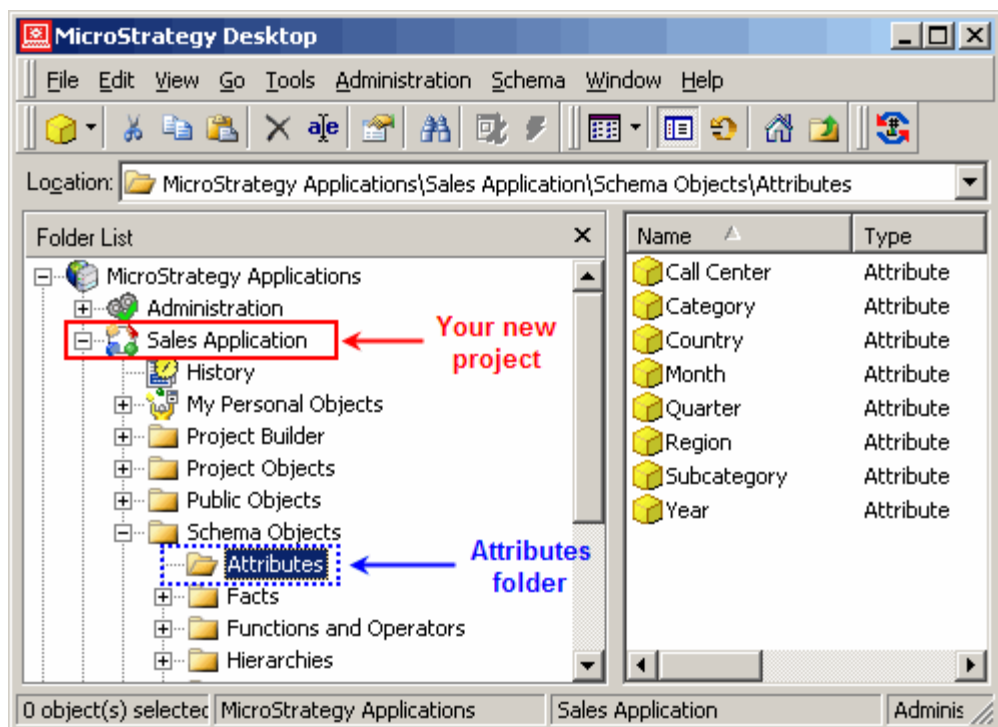 MicroStrategy Desktop
File Edit View Go Tools Administration Schema Window Help
Location: MicroStrategy Applications\Sales Application\Schema Objects\Attributes
Folder List
Name Type
MicroStrategy Applications
Administration
Sales Application
History
My Personal Objects
Project Builder
Project Objects
Public Objects
Schema Objects
Attributes
Facts
Functions and Operators
Hierarchies
Your new
project
Attributes
folder
Call Center Attribute
Category Attribute
Country Attribute
Month Attribute
Quarter Attribute
Region Attribute
Subcategory Attribute
Year Attribute
0 object(s) selected MicroStrategy Applications Sales Application Adminis